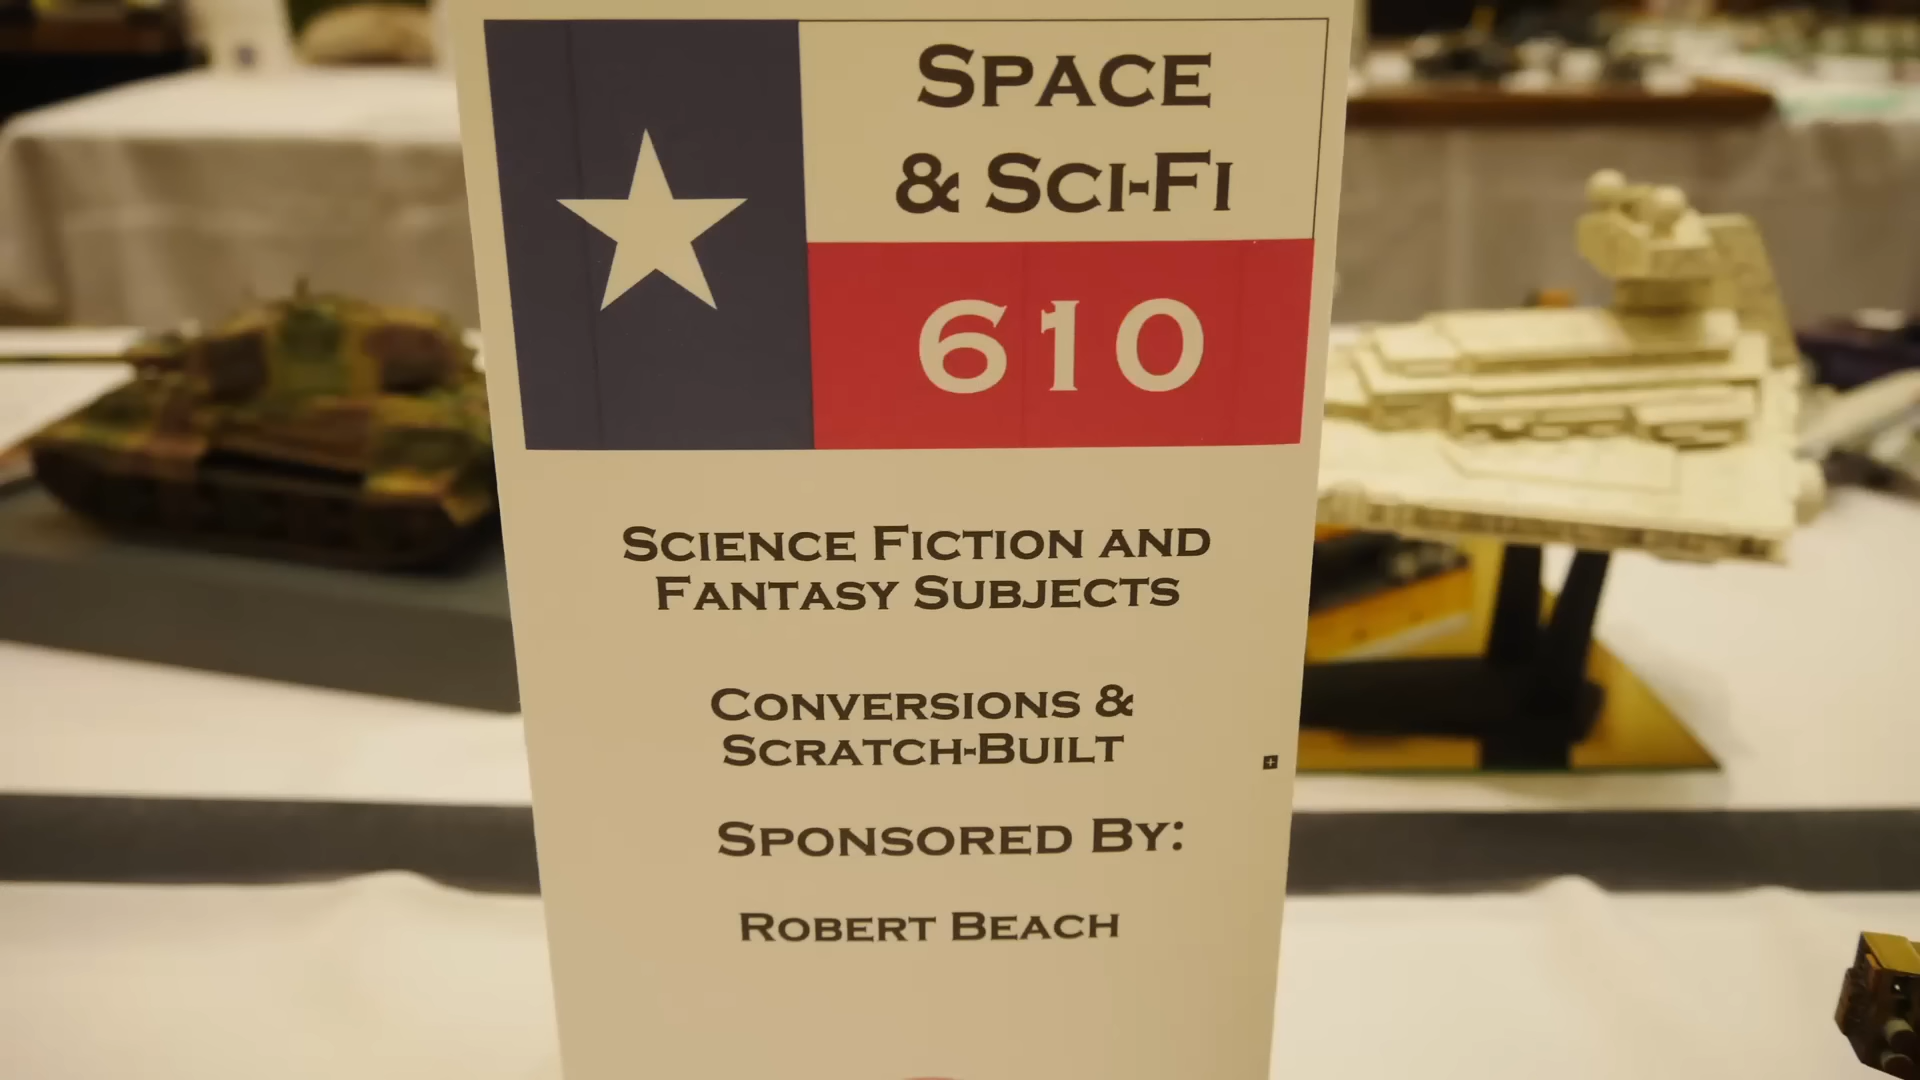 Space
& Sci-Fi
610
Science Fiction and
Fantasy Subjects
Conversions &
Scratch-Built
Sponsored By:
Robert Beach